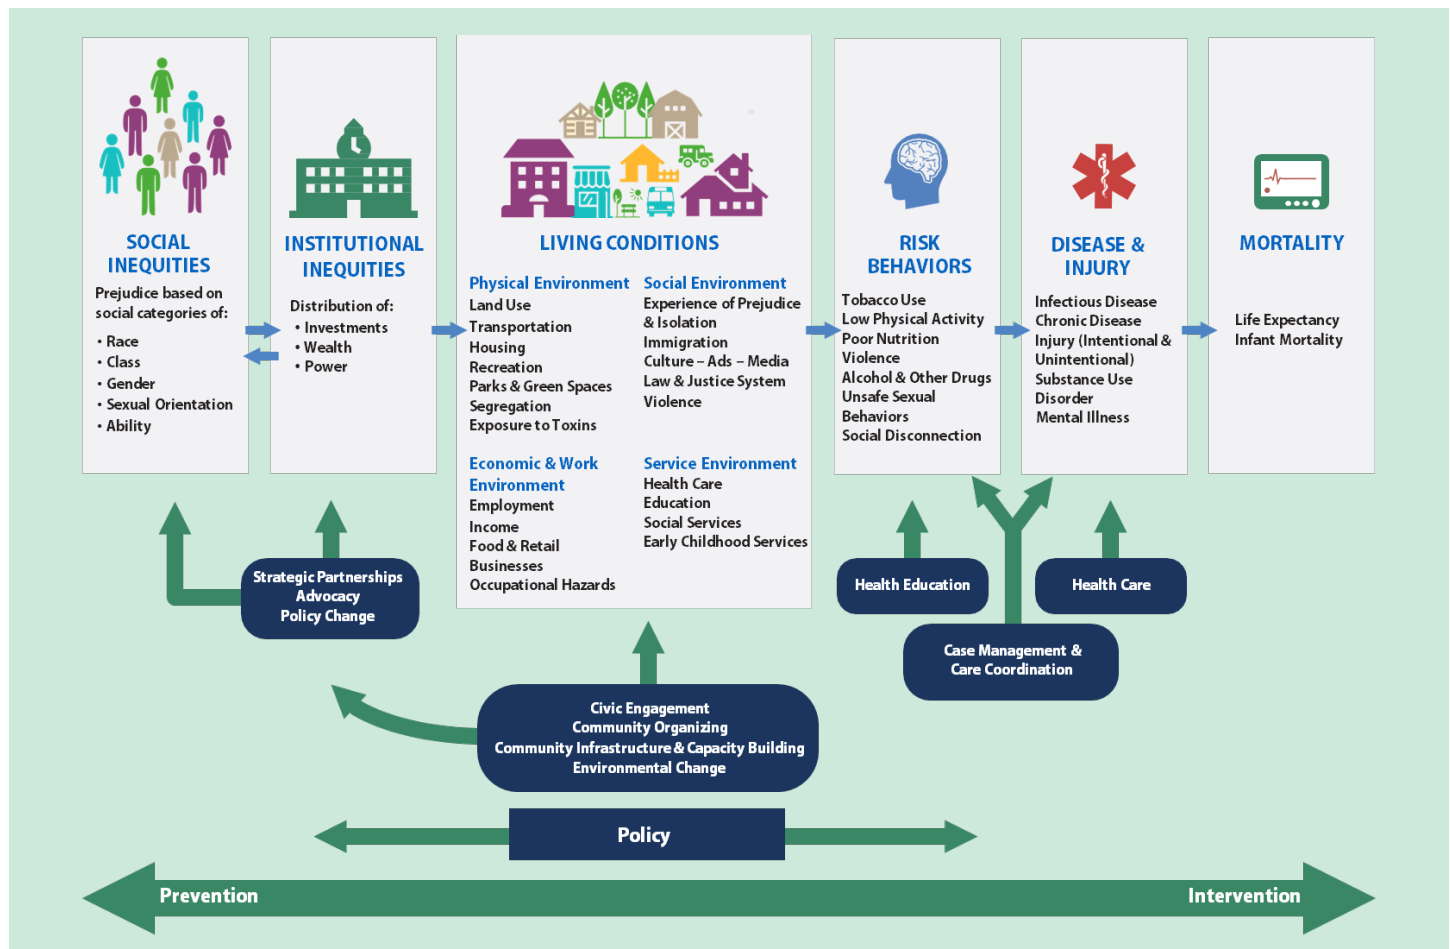 SOCIAL
INEQUITIES
Prejudice based on
social categories of:
• Race
• Class
• Gender
• Sexual Orientation
• Ability
INSTITUTIONAL
INEQUITIES
Distribution of:
• Investments
• Wealth
• Power
LIVING CONDITIONS
Physical Environment
Land Use
Transportation
Housing
Recreation
Parks & Green Spaces
Segregation
Exposure to Toxins
Social Environment
Experience of Prejudice
& Isolation
Immigration
Culture – Ads – Media
Law & Justice System
Violence
Economic & Work
Environment
Employment
Income
Food & Retail
Businesses
Occupational Hazards
Service Environment
Health Care
Education
Social Services
Early Childhood Services
RISK
BEHAVIORS
Tobacco Use
Low Physical Activity
Poor Nutrition
Violence
Alcohol & Other Drugs
Unsafe Sexual
Behaviors
Social Disconnection
DISEASE &
INJURY
Infectious Disease
Chronic Disease
Injury (Intentional &
Unintentional)
Substance Use
Disorder
Mental Illness
MORTALITY
Life Expectancy
Infant Mortality
Strategic Partnerships
Advocacy
Policy Change
Health Education
Health Care
Case Management &
Care Coordination
Civic Engagement
Community Organizing
Community Infrastructure & Capacity Building
Environmental Change
Policy
Prevention
Intervention